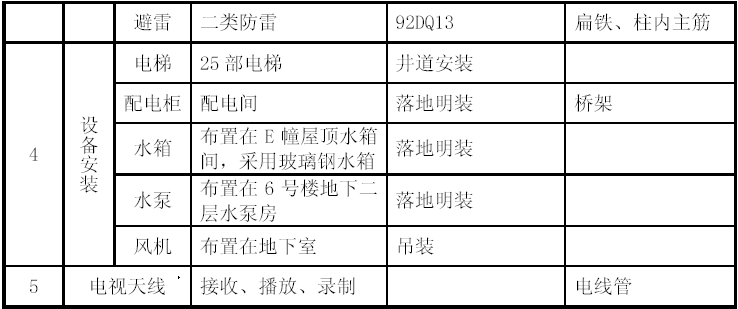 避雷 二类防雷 92DQ13 扁铁、柱内主筋
4 设备安装 电梯 25部电梯 井道安装
配电柜 配电间 落地明装 桥架
水箱 布置在E幢屋顶水箱
间，采用玻璃钢水箱 落地明装
水泵 布置在6号楼地下二
层水泵房 落地明装
风机 布置在地下室 吊装
5 电视天线 接收、播放、录制 电线管